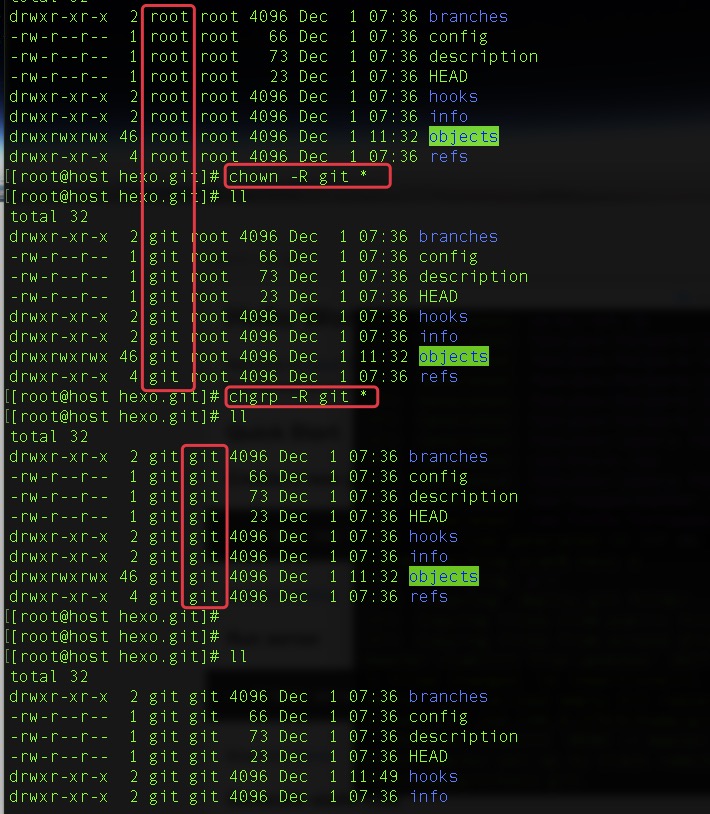 total 32
drwxr-xr-x 2 root root 4096 Dec 1 07:36 branches
-rw-r--r-- 1 root root 66 Dec 1 07:36 config
-rw-r--r-- 1 root root 73 Dec 1 07:36 description
-rw-r--r-- 1 root root 23 Dec 1 07:36 HEAD
drwxr-xr-x 2 root root 4096 Dec 1 07:36 hooks
drwxr-xr-x 2 root root 4096 Dec 1 07:36 info
drwxrwxrwx 46 root root 4096 Dec 1 11:32 objects
drwxr-xr-x 4 root root 4096 Dec 1 07:36 refs
[[root@host hexo.git]# chown -R git *
[[root@host hexo.git]# ll
total 32
drwxr-xr-x 2 git root 4096 Dec 1 07:36 branches
-rw-r--r-- 1 git root 66 Dec 1 07:36 config
-rw-r--r-- 1 git root 73 Dec 1 07:36 description
-rw-r--r-- 1 git root 23 Dec 1 07:36 HEAD
drwxr-xr-x 2 git root 4096 Dec 1 07:36 hooks
drwxr-xr-x 2 git root 4096 Dec 1 07:36 info
drwxrwxrwx 46 git root 4096 Dec 1 11:32 objects
drwxr-xr-x 4 git root 4096 Dec 1 07:36 refs
[[root@host hexo.git]# chgrp -R git *
[[root@host hexo.git]# ll
total 32
drwxr-xr-x 2 git git 4096 Dec 1 07:36 branches
-rw-r--r-- 1 git git 66 Dec 1 07:36 config
-rw-r--r-- 1 git git 73 Dec 1 07:36 description
-rw-r--r-- 1 git git 23 Dec 1 07:36 HEAD
drwxr-xr-x 2 git git 4096 Dec 1 07:36 hooks
drwxr-xr-x 2 git git 4096 Dec 1 07:36 info
drwxrwxrwx 46 git git 4096 Dec 1 11:32 objects
drwxr-xr-x 4 git git 4096 Dec 1 07:36 refs
[[root@host hexo.git]#
[[root@host hexo.git]#
[[root@host hexo.git]# ll
total 32
drwxr-xr-x 2 git git 4096 Dec 1 07:36 branches
-rw-r--r-- 1 git git 66 Dec 1 07:36 config
-rw-r--r-- 1 git git 73 Dec 1 07:36 description
-rw-r--r-- 1 git git 23 Dec 1 07:36 HEAD
drwxr-xr-x 2 git git 4096 Dec 1 11:49 hooks
drwxr-xr-x 2 git git 4096 Dec 1 07:36 info